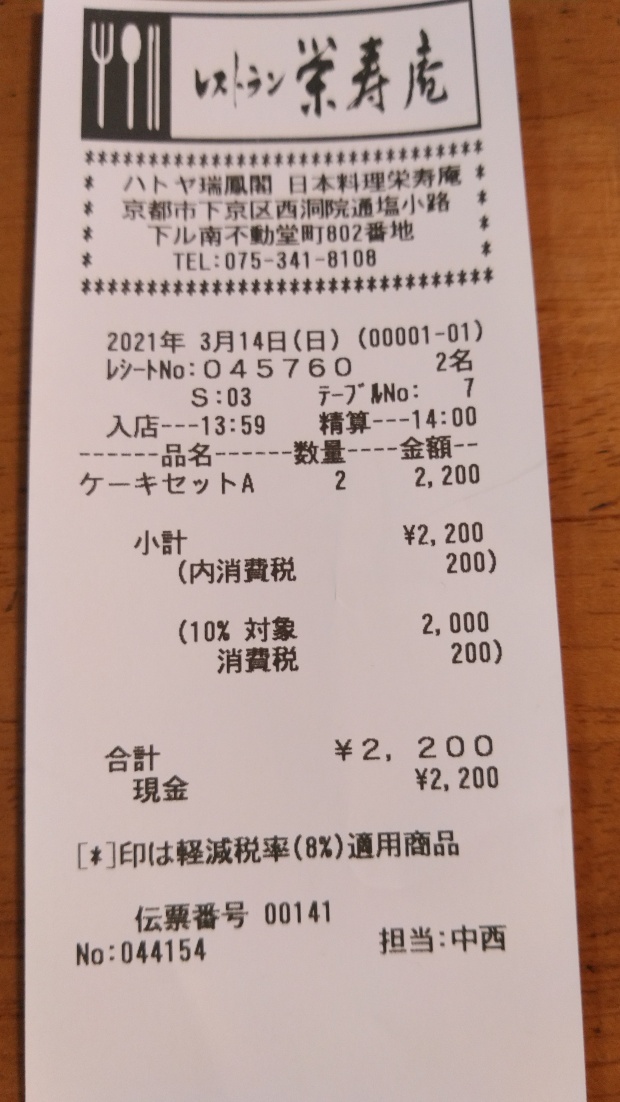 レストラン 栄寿庵
********************************
* ハトヤ瑞鳳閣 日本料理栄寿庵 *
* 京都市下京区西洞院通塩小路 *
* 下ル南不動堂町802番地 *
* TEL:075-341-8108 *
********************************
2021年 3月14日(日) (00001-01)
レシートNo:045760 2名
S:03 テーブルNo: 7
入店---13:59 精算---14:00
------品名------数量----金額--
ケーキセットA 2 2,200
小計 ¥2,200
(内消費税 200)
(10% 対象 2,000
消費税 200)
合計 ¥2,200
現金 ¥2,200
[*]印は軽減税率(8%)適用商品
伝票番号 00141
No:044154 担当:中西